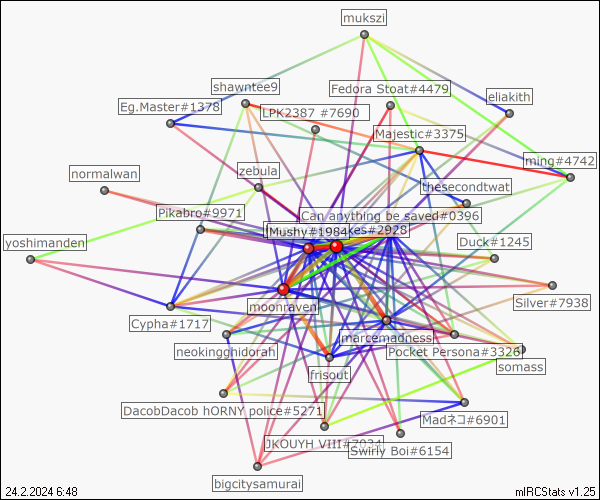 mukszi
shawntee9
Fedora Stoat#4479
eliakith
Eg.Master#1378
LPK2387 #7690
Majestic#3375
ming#4742
normalwan
zebula
thesecondtwat
Pikabro#9971
Can anything be saved#0396
Mushy#1984
kes#2928
yoshimanden
Duck#1245
moonraven
Silver#7938
Cypha#1717
marcemadness
neokingghidorah
Pocket Persona#3326
somass
frisout
DacobDacob hORNY police#5271
Madネコ#6901
JKOUYH VIII#7034
Swirly Boi#6154
bigcitysamurai
24.2.2024 6:48
mIRCStats v1.25